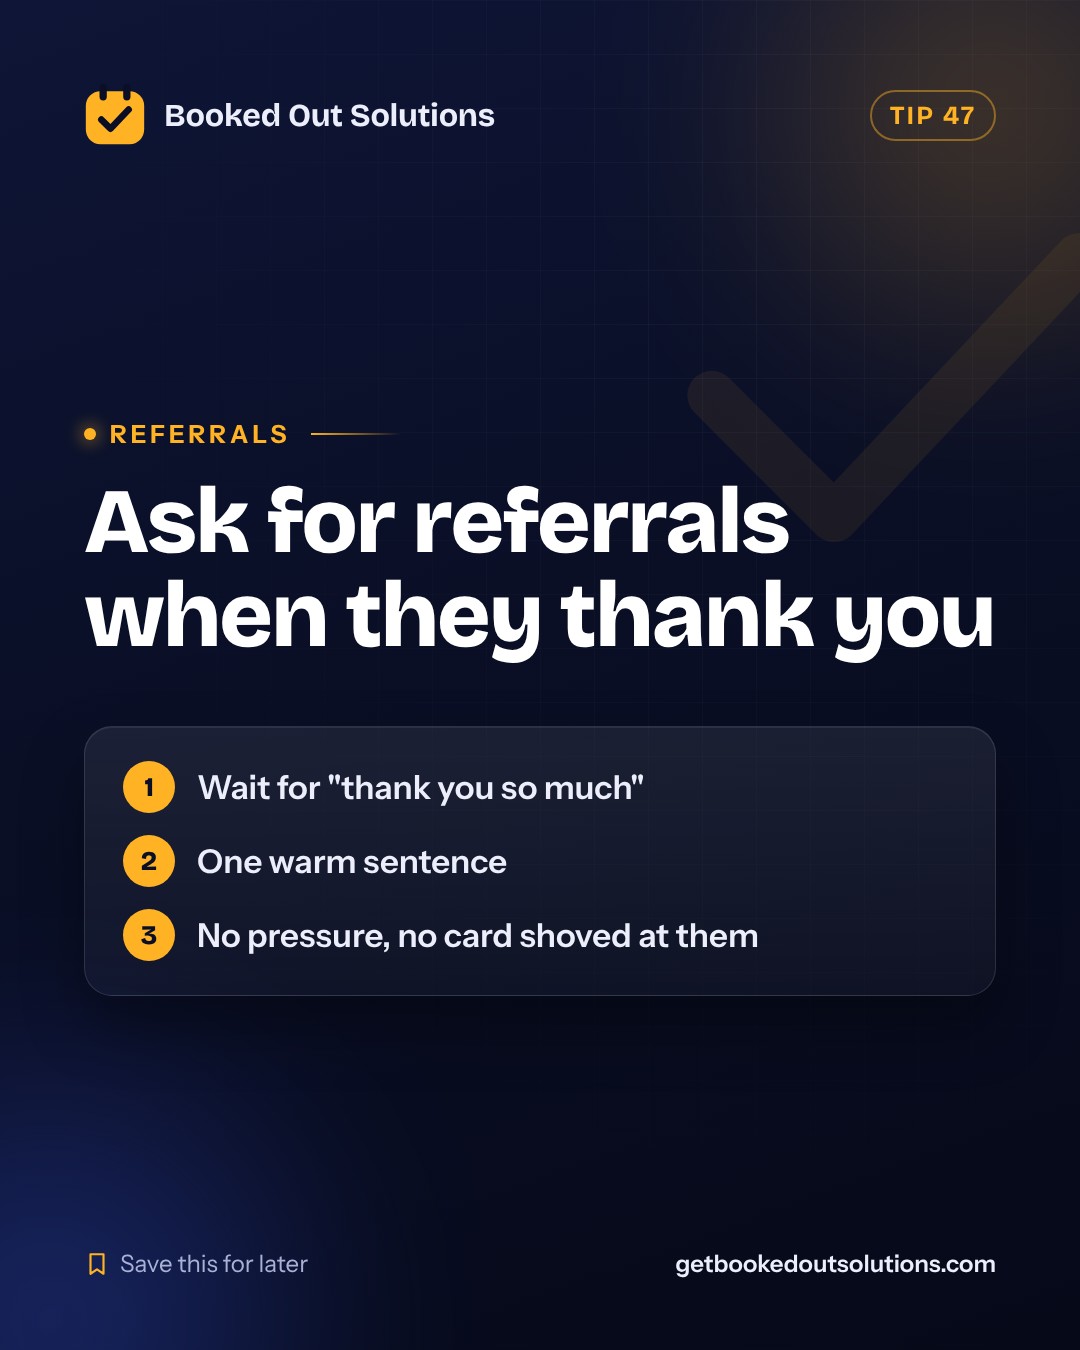 Booked Out Solutions
TIP 47
REFERRALS
Ask for referrals
when they thank you
1 Wait for "thank you so much"
2 One warm sentence
3 No pressure, no card shoved at them
Save this for later
getbookedoutsolutions.com